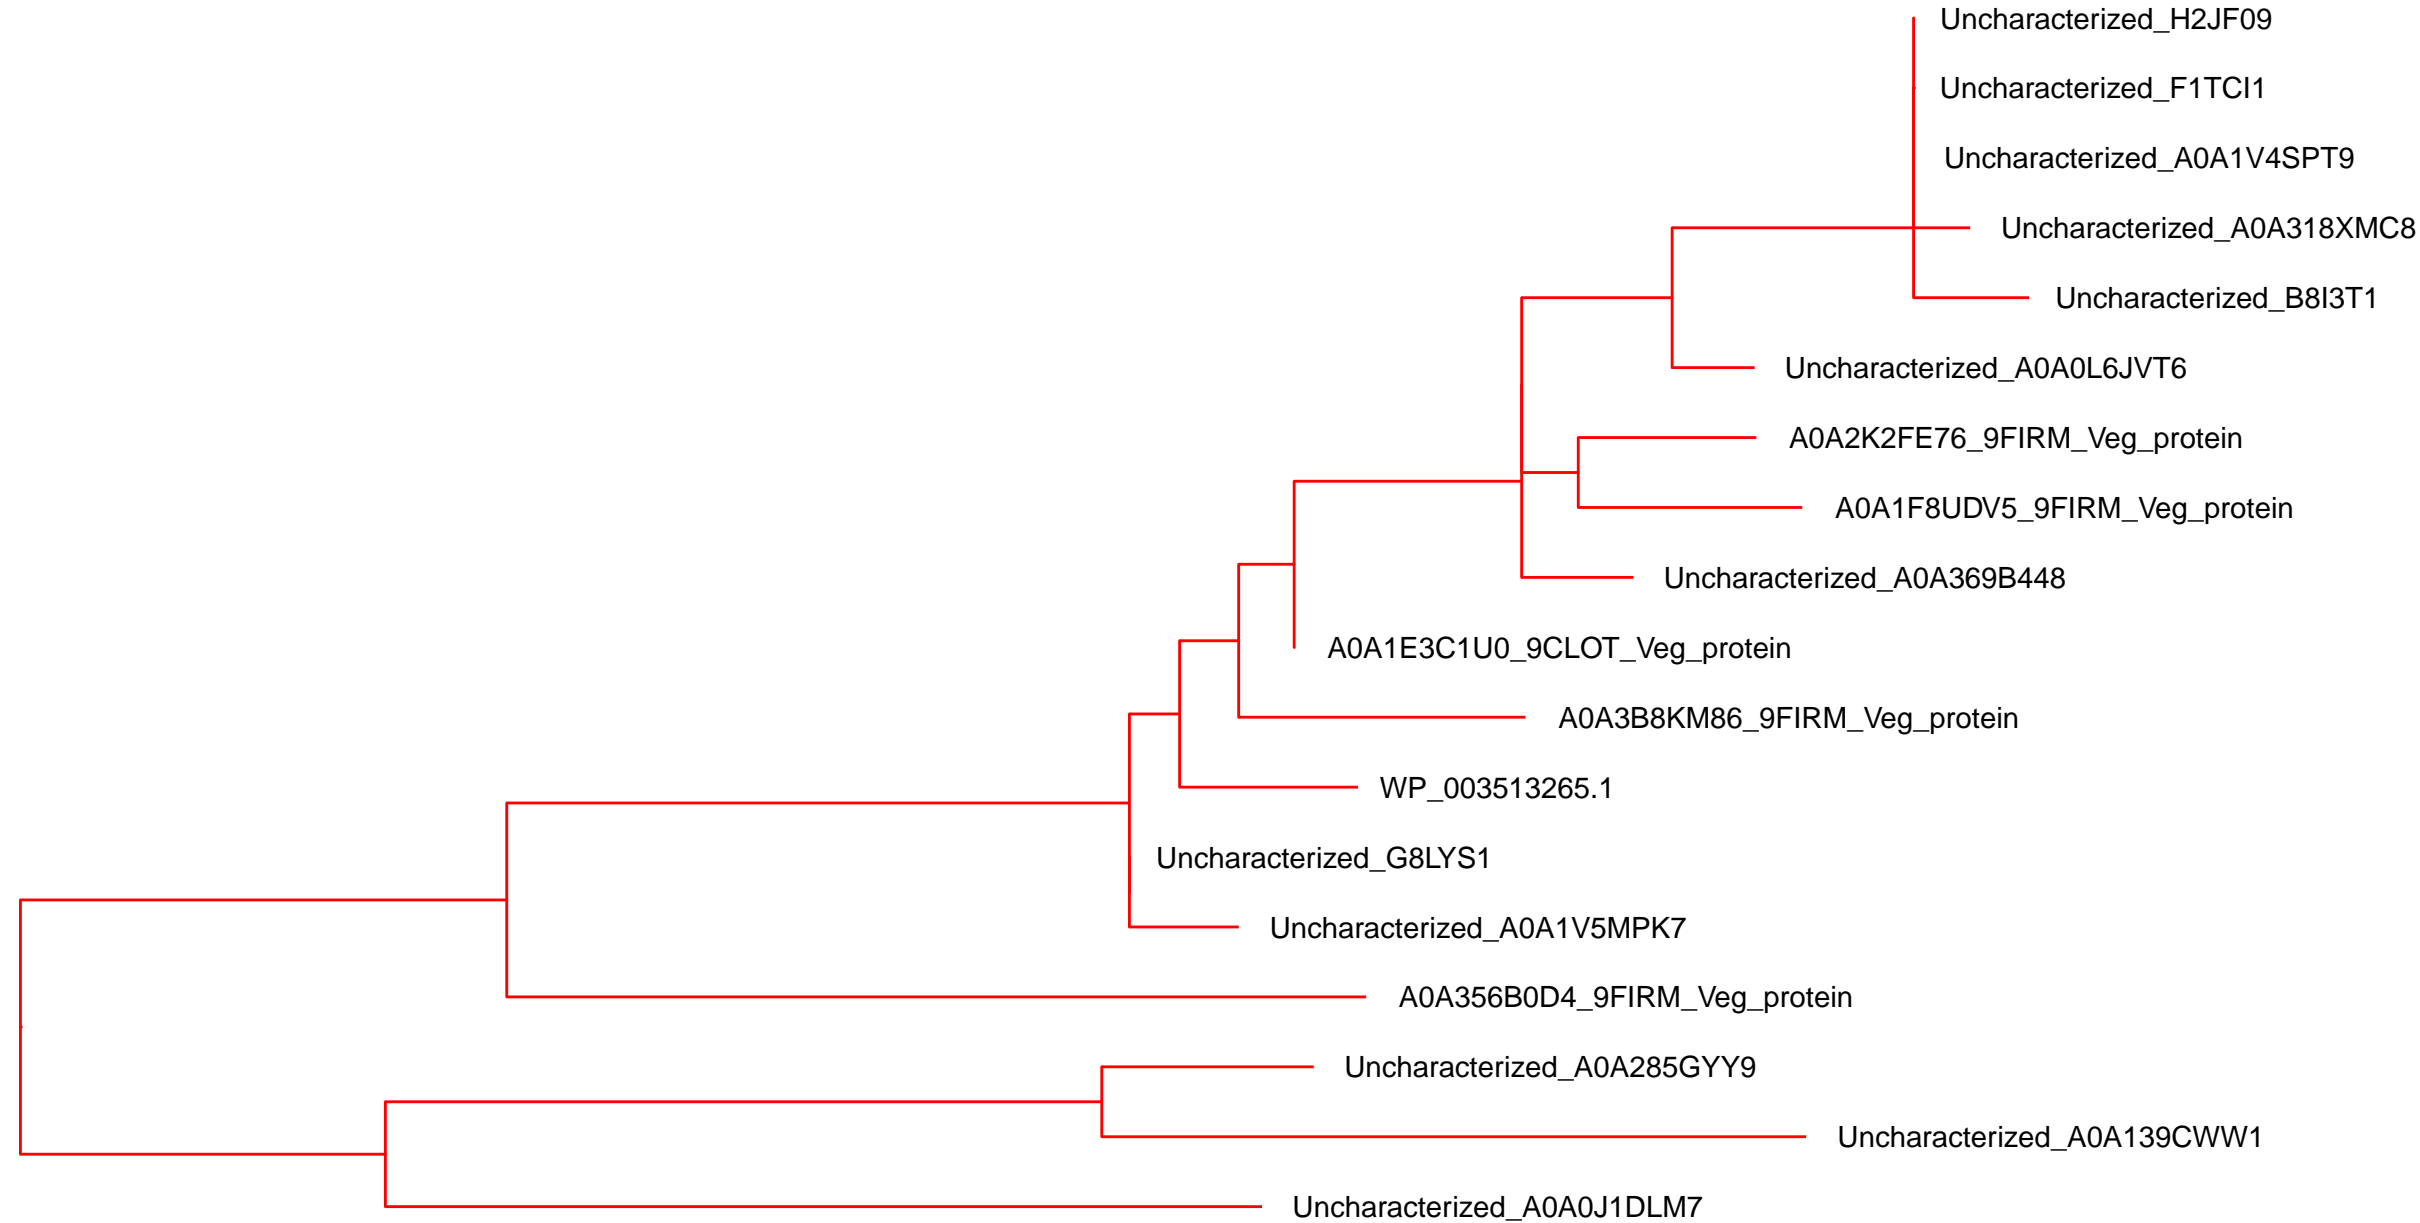 Uncharacterized_H2JF09
Uncharacterized_F1TCI1
Uncharacterized_A0A1V4SPT9
Uncharacterized_A0A318XMC8
Uncharacterized_B8I3T1
Uncharacterized_A0A0L6JVT6
A0A2K2FE76_9FIRM_Veg_protein
A0A1F8UDV5_9FIRM_Veg_protein
Uncharacterized_A0A369B448
A0A1E3C1U0_9CLOT_Veg_protein
A0A3B8KM86_9FIRM_Veg_protein
WP_003513265.1
Uncharacterized_G8LYS1
Uncharacterized_A0A1V5MPK7
A0A356B0D4_9FIRM_Veg_protein
Uncharacterized_A0A285GYY9
Uncharacterized_A0A139CWW1
Uncharacterized_A0A0J1DLM7